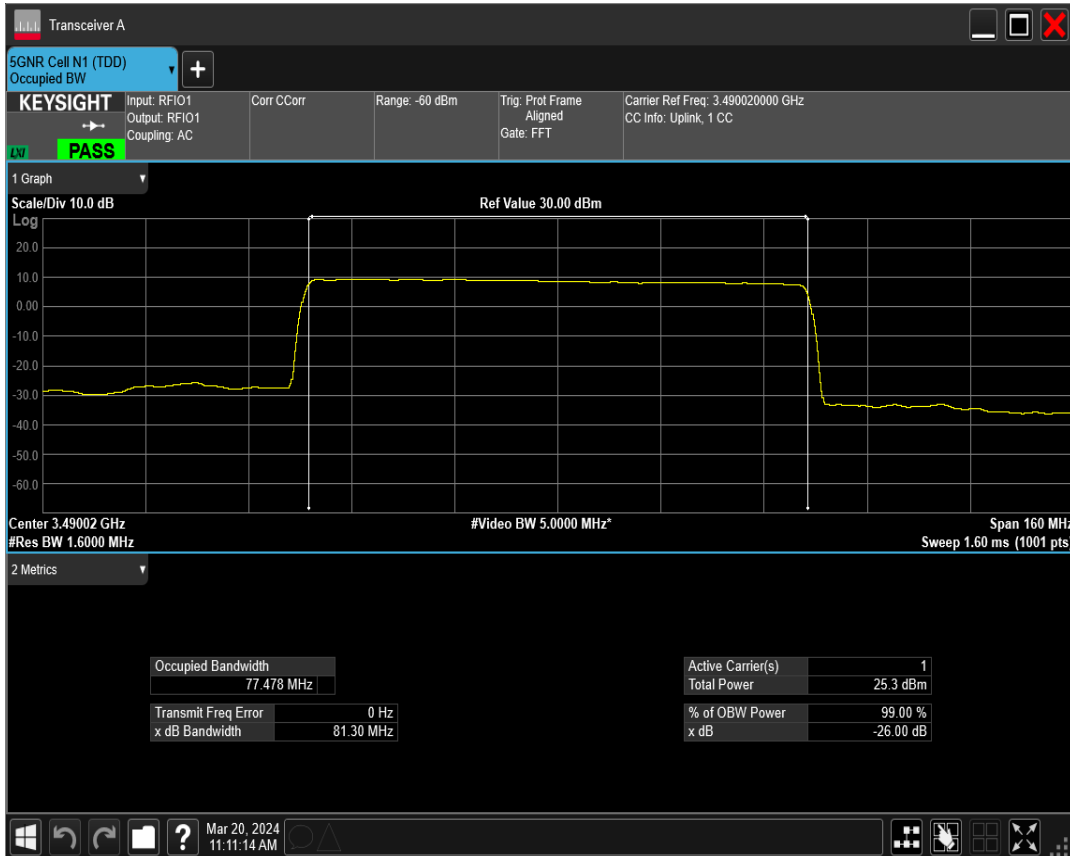 Transceiver A
5GNR Cell N1 (TDD)
Occupied BW
+
KEYSIGHT
LXI
PASS
Input: RFIO1
Output: RFIO1
Coupling: AC
Corr CCorr
Range: -60 dBm
Trig: Prot Frame
Aligned
Gate: FFT
Carrier Ref Freq: 3.490020000 GHz
CC Info: Uplink, 1 CC
1 Graph
Scale/Div 10.0 dB
Ref Value 30.00 dBm
Log
20.0
10.0
0.00
-10.0
-20.0
-30.0
-40.0
-50.0
-60.0
Center 3.49002 GHz
#Video BW 5.0000 MHz*
Span 160 MHz
#Res BW 1.6000 MHz
Sweep 1.60 ms (1001 pts)
2 Metrics
Occupied Bandwidth
77.478 MHz
Transmit Freq Error 0 Hz
x dB Bandwidth 81.30 MHz
Active Carrier(s) 1
Total Power 25.3 dBm
% of OBW Power 99.00 %
x dB -26.00 dB
?
Mar 20, 2024
11:11:14 AM